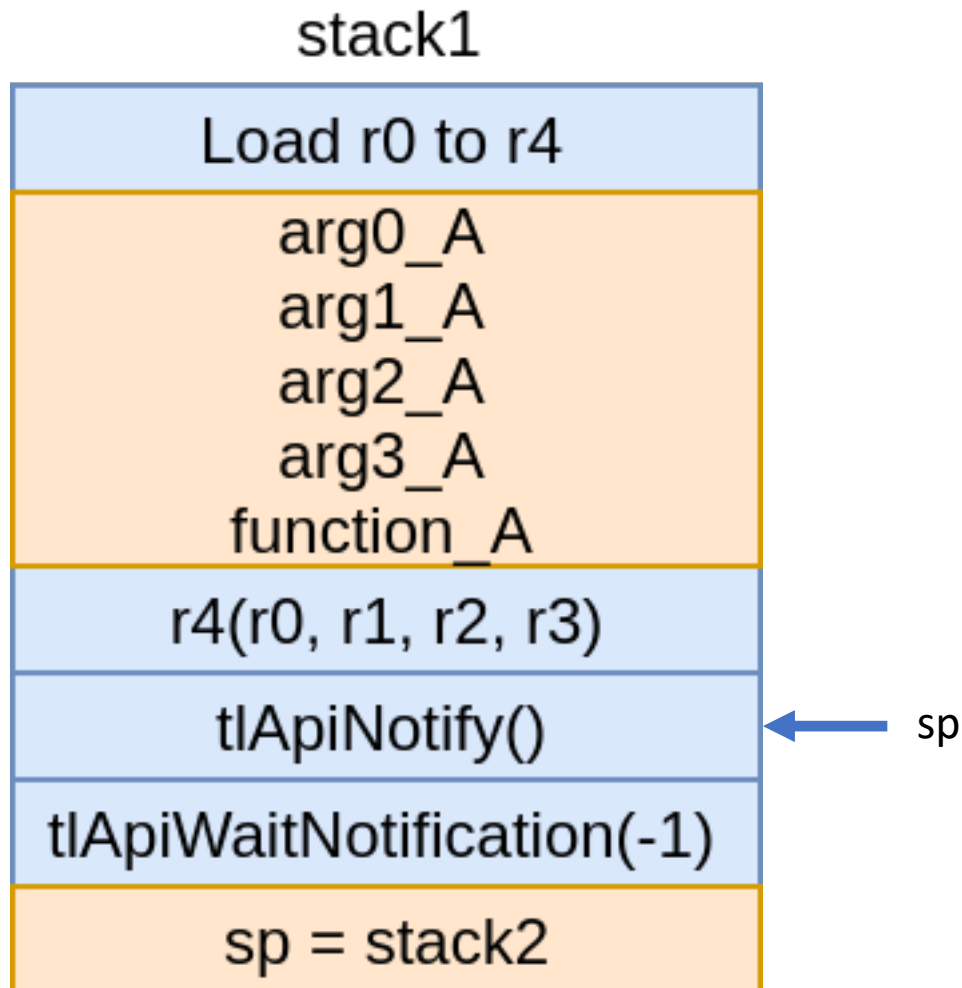 stack1
Load r0 to r4
arg0_A
arg1_A
arg2_A
arg3_A
function_A
r4(r0, r1, r2, r3)
tlApiNotify()
sp
tlApiWaitNotification(-1)
sp = stack2